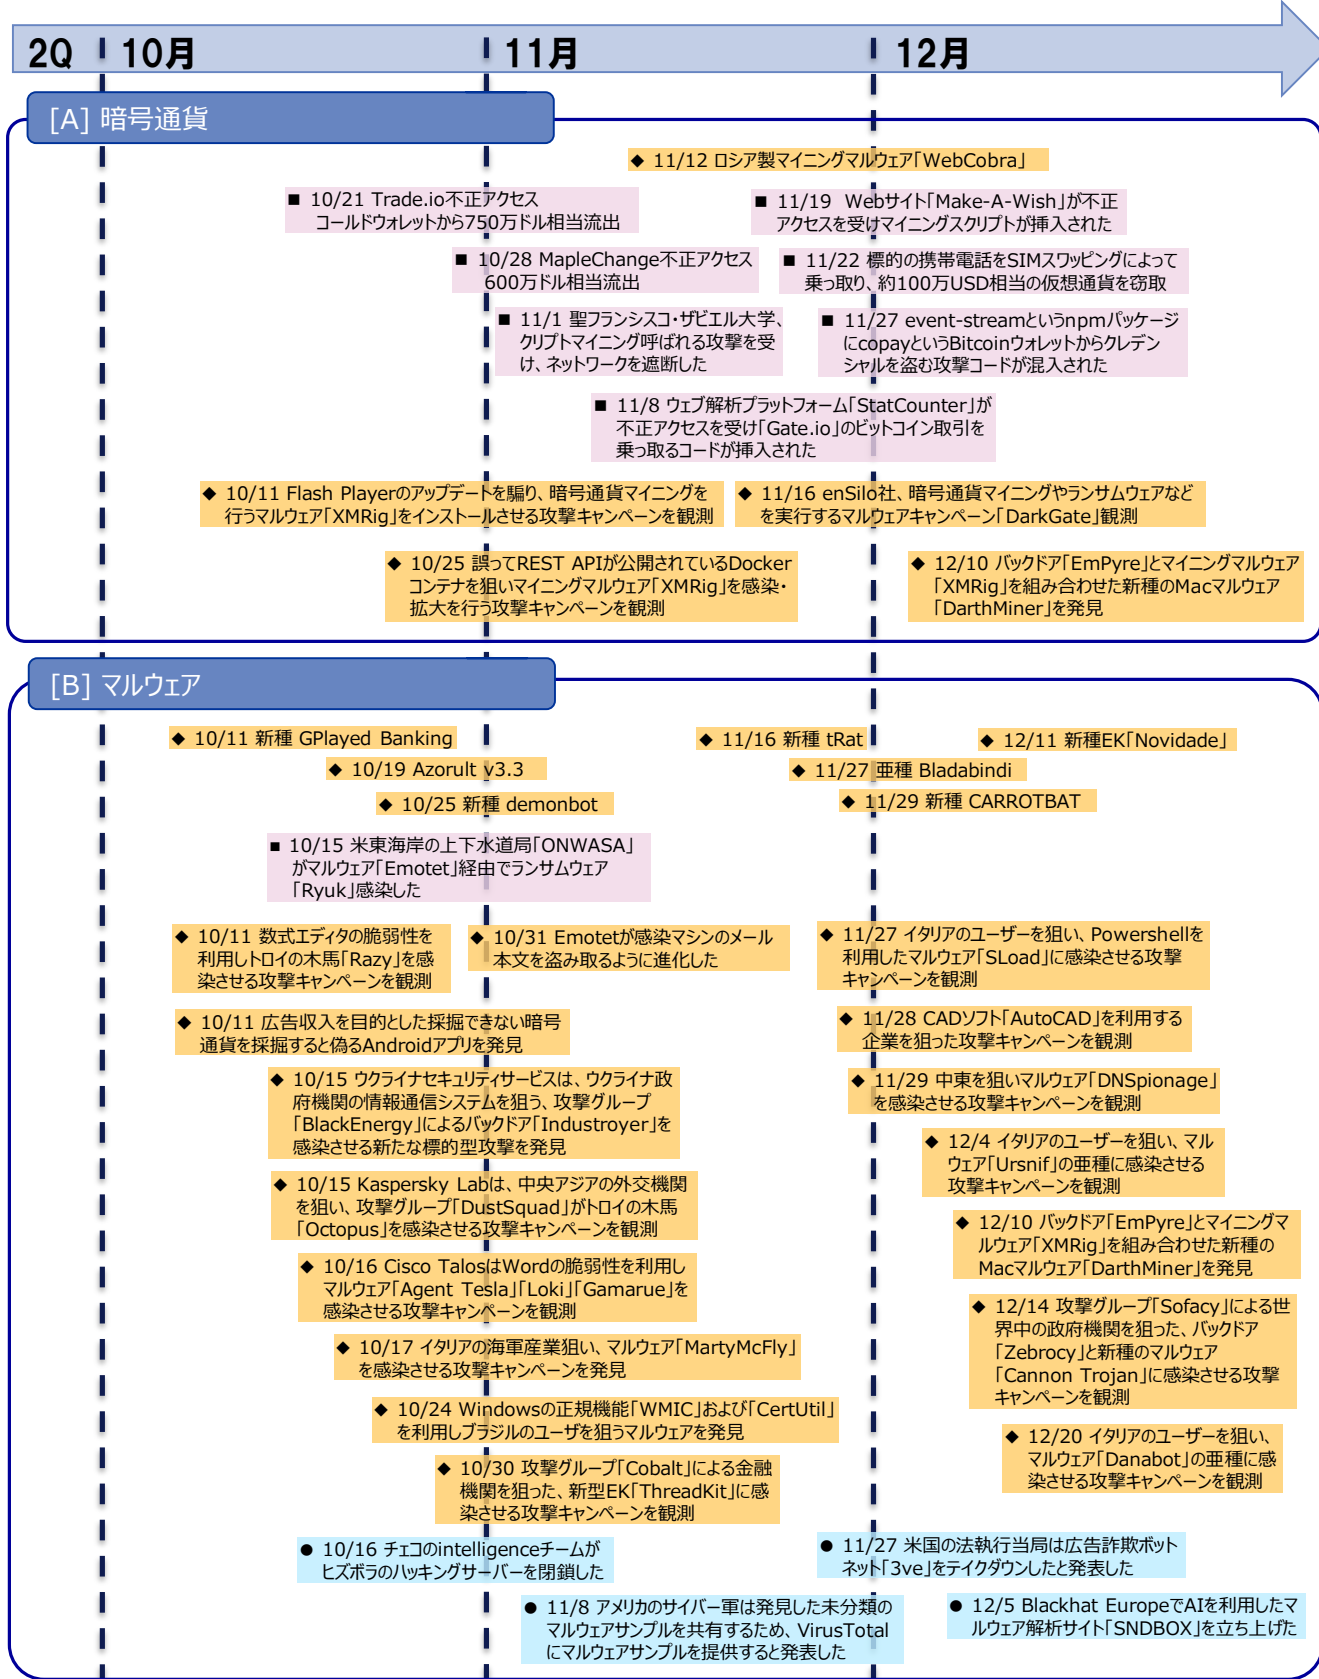 2Q 10月 11月 12月
[A] 暗号通貨
◆ 11/12 ロシア製マイニングマルウェア「WebCobra」
■ 10/21 Trade.io不正アクセス
コールドウォレットから750万ドル相当流出
■ 11/19 Webサイト「Make-A-Wish」が不正
アクセスを受けマイニングスクリプトが挿入された
■ 10/28 MapleChange不正アクセス
600万ドル相当流出
■ 11/22 標的の携帯電話をSIMスワッピングによって
乗っ取り、約100万USD相当の仮想通貨を窃取
■ 11/1 聖フランシスコ・ザビエル大学、
クリプトマイニング呼ばれる攻撃を受
け、ネットワークを遮断した
■ 11/27 event-streamというnpmパッケージ
にcopayというBitcoinウォレットからクレデン
シャルを盗む攻撃コードが混入された
■ 11/8 ウェブ解析プラットフォーム「StatCounter」が
不正アクセスを受け「Gate.io」のビットコイン取引を
乗っ取るコードが挿入された
◆ 10/11 Flash Playerのアップデートを騙り、暗号通貨マイニングを
行うマルウェア「XMRig」をインストールさせる攻撃キャンペーンを観測
◆ 11/16 enSilo社、暗号通貨マイニングやランサムウェアなど
を実行するマルウェアキャンペーン「DarkGate」観測
◆ 10/25 誤ってREST APIが公開されているDocker
コンテナを狙いマイニングマルウェア「XMRig」を感染・
拡大を行う攻撃キャンペーンを観測
◆ 12/10 バックドア「EmPyre」とマイニングマルウェア
「XMRig」を組み合わせた新種のMacマルウェア
「DarthMiner」を発見
[B] マルウェア
◆ 10/11 新種 GPlayed Banking
◆ 11/16 新種 tRat
◆ 12/11 新種EK「Novidade」
◆ 10/19 Azorult v3.3
◆ 11/27 亜種 Bladabindi
◆ 10/25 新種 demonbot
◆ 11/29 新種 CARROTBAT
■ 10/15 米東海岸の上下水道局「ONWASA」
がマルウェア「Emotet」経由でランサムウェア
「Ryuk」感染した
◆ 10/11 数式エディタの脆弱性を
利用しトロイの木馬「Razy」を感
染させる攻撃キャンペーンを観測
◆ 10/31 Emotetが感染マシンのメール
本文を盗み取るように進化した
◆ 11/27 イタリアのユーザーを狙い、Powershellを
利用したマルウェア「SLoad」に感染させる攻撃
キャンペーンを観測
◆ 10/11 広告収入を目的とした採掘できない暗号
通貨を採掘すると偽るAndroidアプリを発見
◆ 11/28 CADソフト「AutoCAD」を利用する
企業を狙った攻撃キャンペーンを観測
◆ 10/15 ウクライナセキュリティサービスは、ウクライナ政
府機関の情報通信システムを狙う、攻撃グループ
「BlackEnergy」によるバックドア「Industroyer」を
感染させる新たな標的型攻撃を発見
◆ 11/29 中東を狙いマルウェア「DNSpionage」
を感染させる攻撃キャンペーンを観測
◆ 12/4 イタリアのユーザーを狙い、マル
ウェア「Ursnif」の亜種に感染させる
攻撃キャンペーンを観測
◆ 10/15 Kaspersky Labは、中央アジアの外交機関
を狙い、攻撃グループ「DustSquad」がトロイの木馬
「Octopus」を感染させる攻撃キャンペーンを観測
◆ 12/10 バックドア「EmPyre」とマイニングマ
ルウェア「XMRig」を組み合わせた新種の
Macマルウェア「DarthMiner」を発見
◆ 10/16 Cisco TalosはWordの脆弱性を利用し
マルウェア「Agent Tesla」「Loki」「Gamarue」を
感染させる攻撃キャンペーンを観測
◆ 12/14 攻撃グループ「Sofacy」による世
界中の政府機関を狙った、バックドア
「Zebrocy」と新種のマルウェア
「Cannon Trojan」に感染させる攻撃
キャンペーンを観測
◆ 10/17 イタリアの海軍産業狙い、マルウェア「MartyMcFly」
を感染させる攻撃キャンペーンを発見
◆ 10/24 Windowsの正規機能「WMIC」および「CertUtil」
を利用しブラジルのユーザを狙うマルウェアを発見
◆ 12/20 イタリアのユーザーを狙い、
マルウェア「Danabot」の亜種に感
染させる攻撃キャンペーンを観測
◆ 10/30 攻撃グループ「Cobalt」による金融
機関を狙った、新型EK「ThreadKit」に感
染させる攻撃キャンペーンを観測
● 10/16 チェコのintelligenceチームが
ヒズボラのハッキングサーバーを閉鎖した
● 11/27 米国の法執行当局は広告詐欺ボット
ネット「3ve」をテイクダウンしたと発表した
● 11/8 アメリカのサイバー軍は発見した未分類の
マルウェアサンプルを共有するため、VirusTotal
にマルウェアサンプルを提供すると発表した
● 12/5 Blackhat EuropeでAIを利用したマ
ルウェア解析サイト「SNDBOX」を立ち上げた